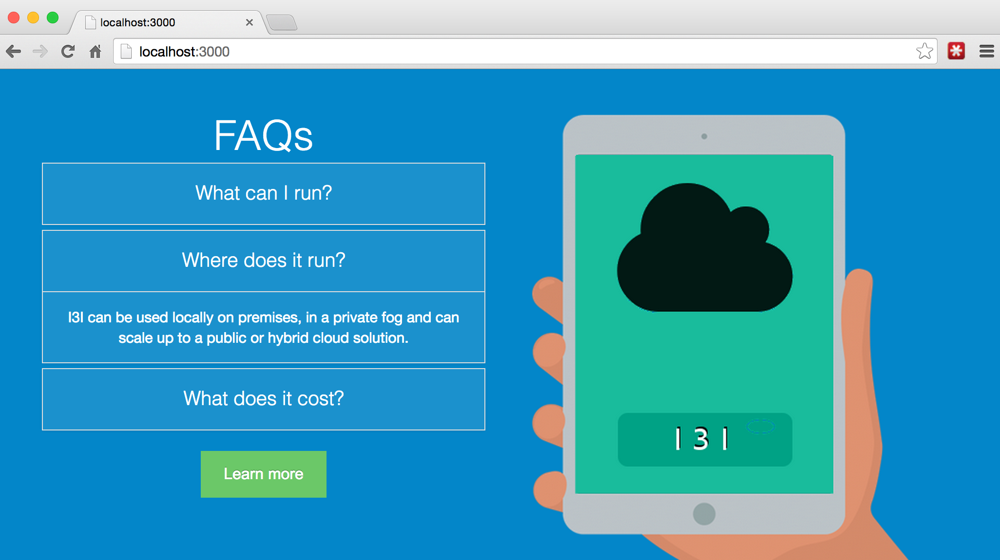 localhost:3000
localhost:3000
FAQs
What can I run?
Where does it run?
I3I can be used locally on premises, in a private fog and can
scale up to a public or hybrid cloud solution.
What does it cost?
Learn more
I 3 I